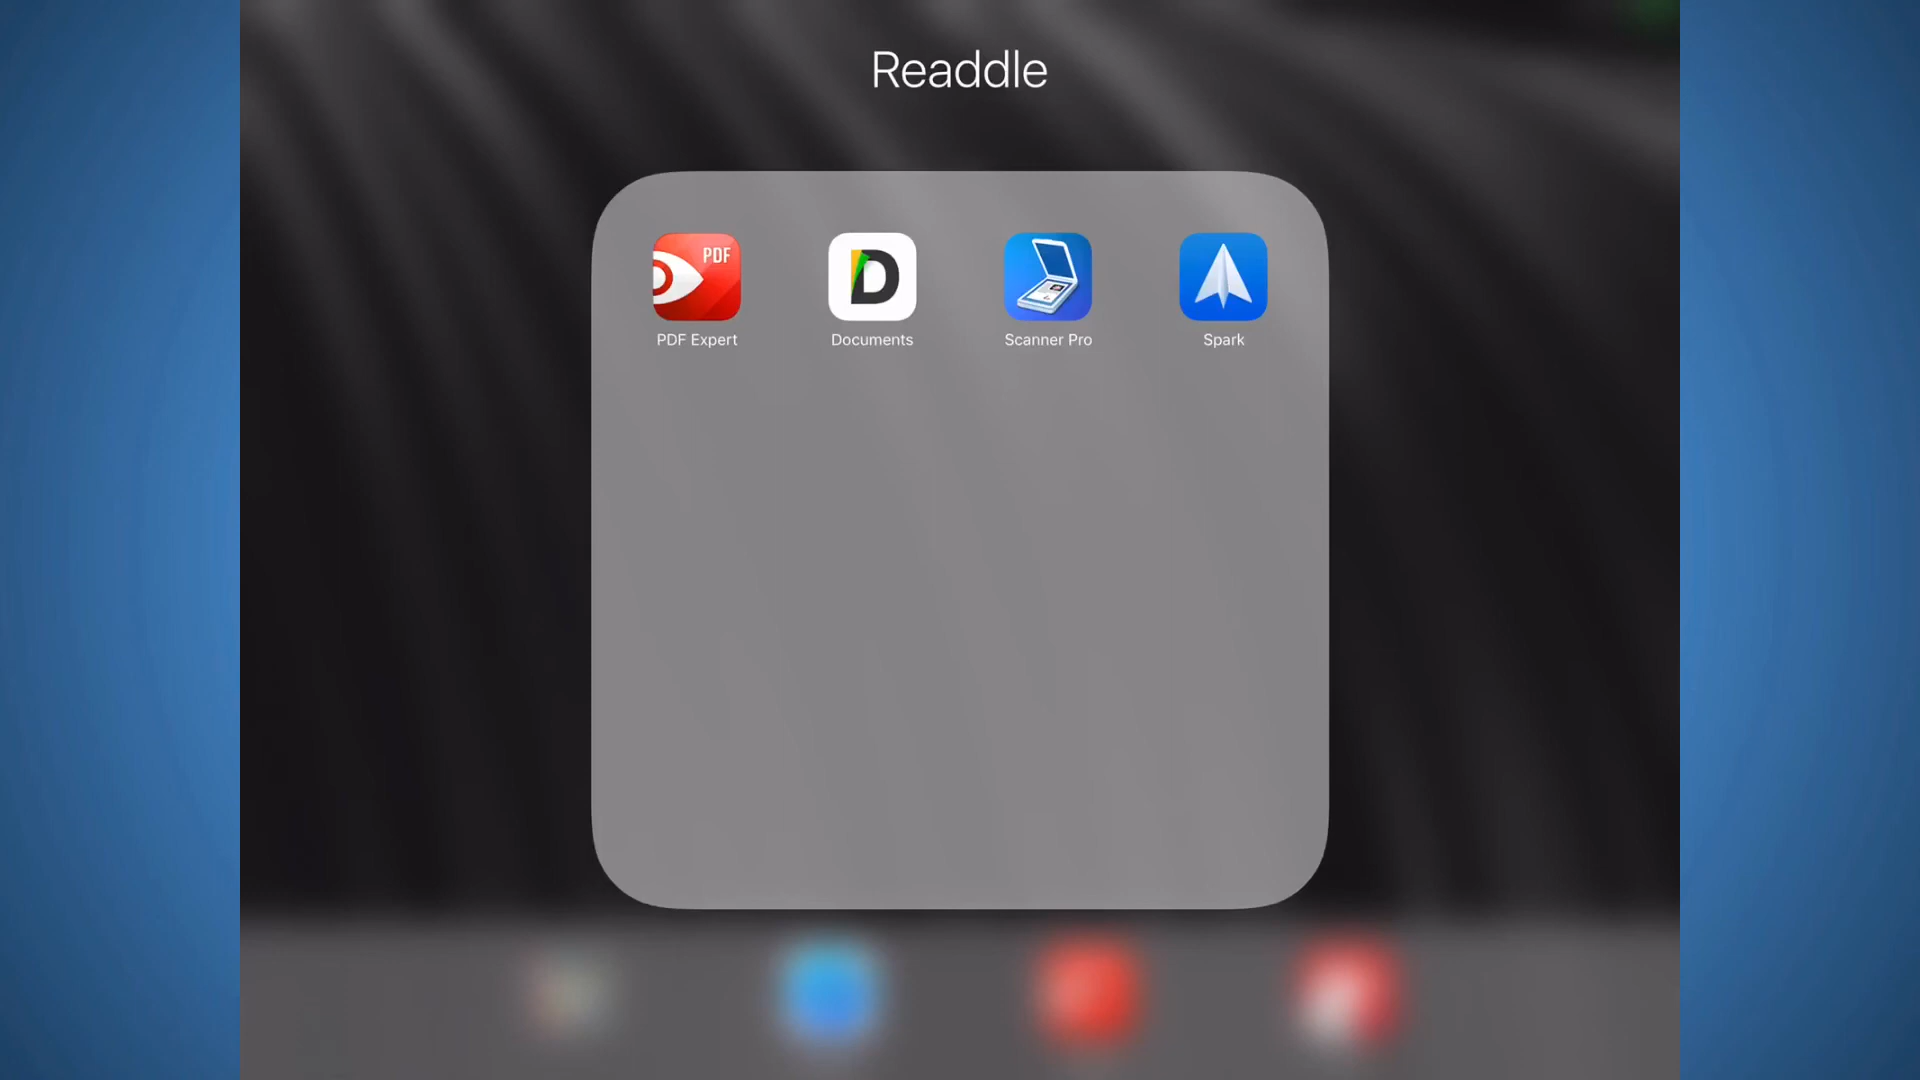 Readdle
PDF
D
PDF Expert
Documents
Scanner Pro
Spark